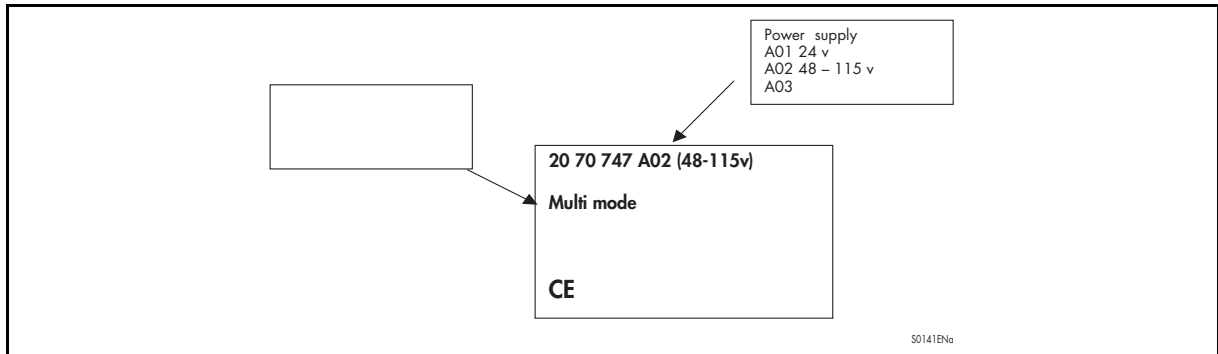 Power supply
A01 24 v
A02 48 – 115 v
A03
20 70 747 A02 (48-115v)
Multi mode
CE
S0141ENa